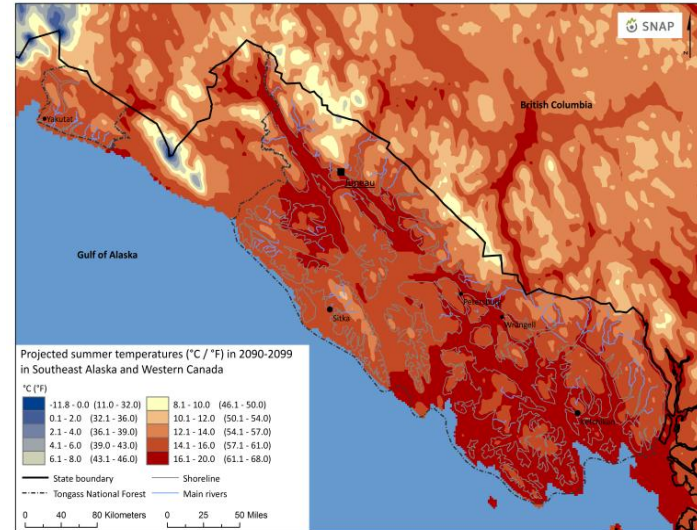 SNAP
British Columbia
Yakutat
Juneau
Gulf of Alaska
Petersburg
Wrangell
Sitka
Ketchikan
Projected summer temperatures (°C / °F) in 2090-2099
in Southeast Alaska and Western Canada
°C (°F)
-11.8 - 0.0 (11.0 - 32.0)
0.1 - 2.0 (32.1 - 36.0)
2.1 - 4.0 (36.1 - 39.0)
4.1 - 6.0 (39.0 - 43.0)
6.1 - 8.0 (43.1 - 46.0)
8.1 - 10.0 (46.1 - 50.0)
10.1 - 12.0 (50.1 - 54.0)
12.1 - 14.0 (54.1 - 57.0)
14.1 - 16.0 (57.1 - 61.0)
16.1 - 20.0 (61.1 - 68.0)
State boundary
Shoreline
Tongass National Forest
Main rivers
0 40 80 Kilometers
0 25 50 Miles